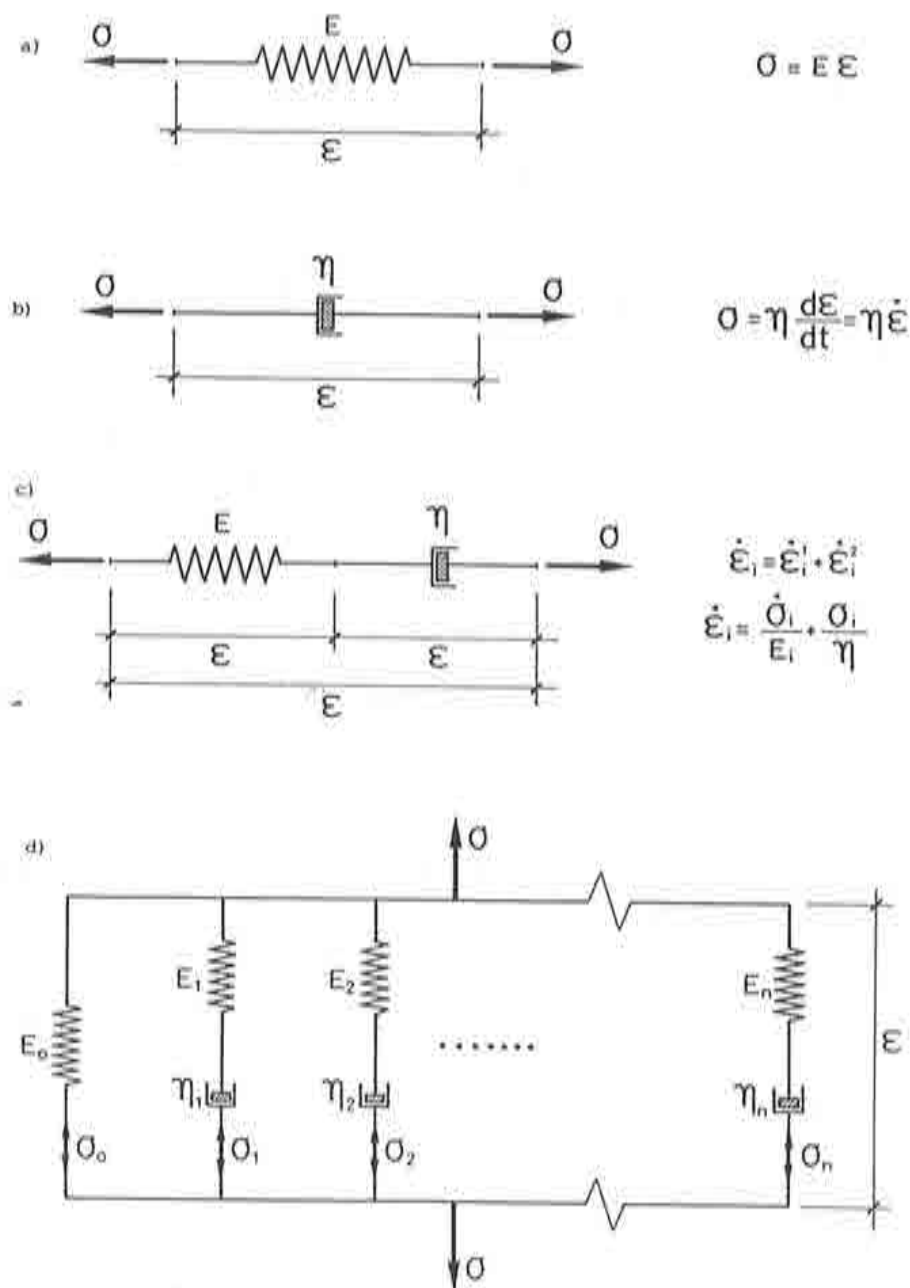 a)
σ E σ
σ = E ε
ε
b)
σ η σ
σ = η dε/dt = η ε̇
ε
c)
σ E η σ
ε̇ᵢ = ε̇ᵢ¹ + ε̇ᵢ²
ε̇ᵢ = σ̇ᵢ/Eᵢ + σᵢ/η
ε ε
ε
d)
σ
E₁ E₂ Eₙ
E₀ ....... ε
η₁ η₂ ηₙ
σ₀ σ₁ σ₂ σₙ
σ